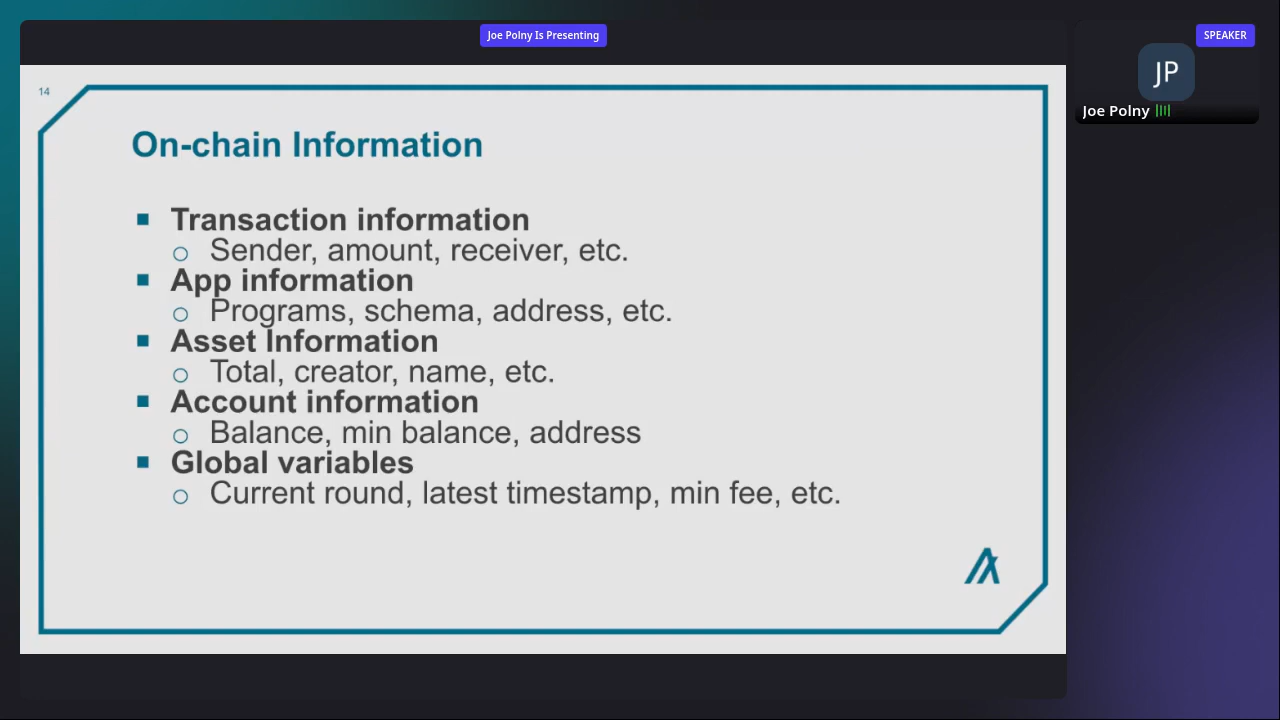 Joe Polny Is Presenting
SPEAKER
JP
Joe Polny
14
On-chain Information
Transaction information
Sender, amount, receiver, etc.
App information
Programs, schema, address, etc.
Asset Information
Total, creator, name, etc.
Account information
Balance, min balance, address
Global variables
Current round, latest timestamp, min fee, etc.